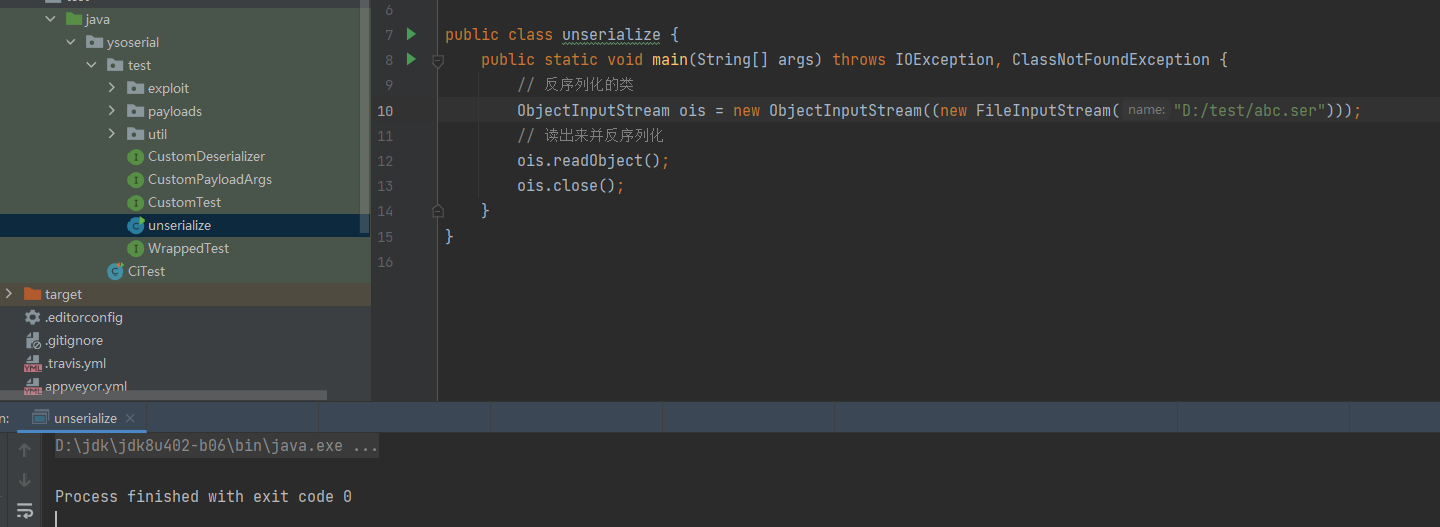 java
ysoserial
test
exploit
payloads
util
CustomDeserializer
CustomPayloadArgs
CustomTest
unserialize
WrappedTest
CiTest
target
.editorconfig
.gitignore
.travis.yml
appveyor.yml
6
7 public class unserialize {
8 public static void main(String[] args) throws IOException, ClassNotFoundException {
9 // 反序列化的类
10 ObjectInputStream ois = new ObjectInputStream((new FileInputStream( name: "D:/test/abc.ser")));
11 // 读出来并反序列化
12 ois.readObject();
13 ois.close();
14 }
15 }
16
n: unserialize
D:\jdk\jdk8u402-b06\bin\java.exe ...
Process finished with exit code 0